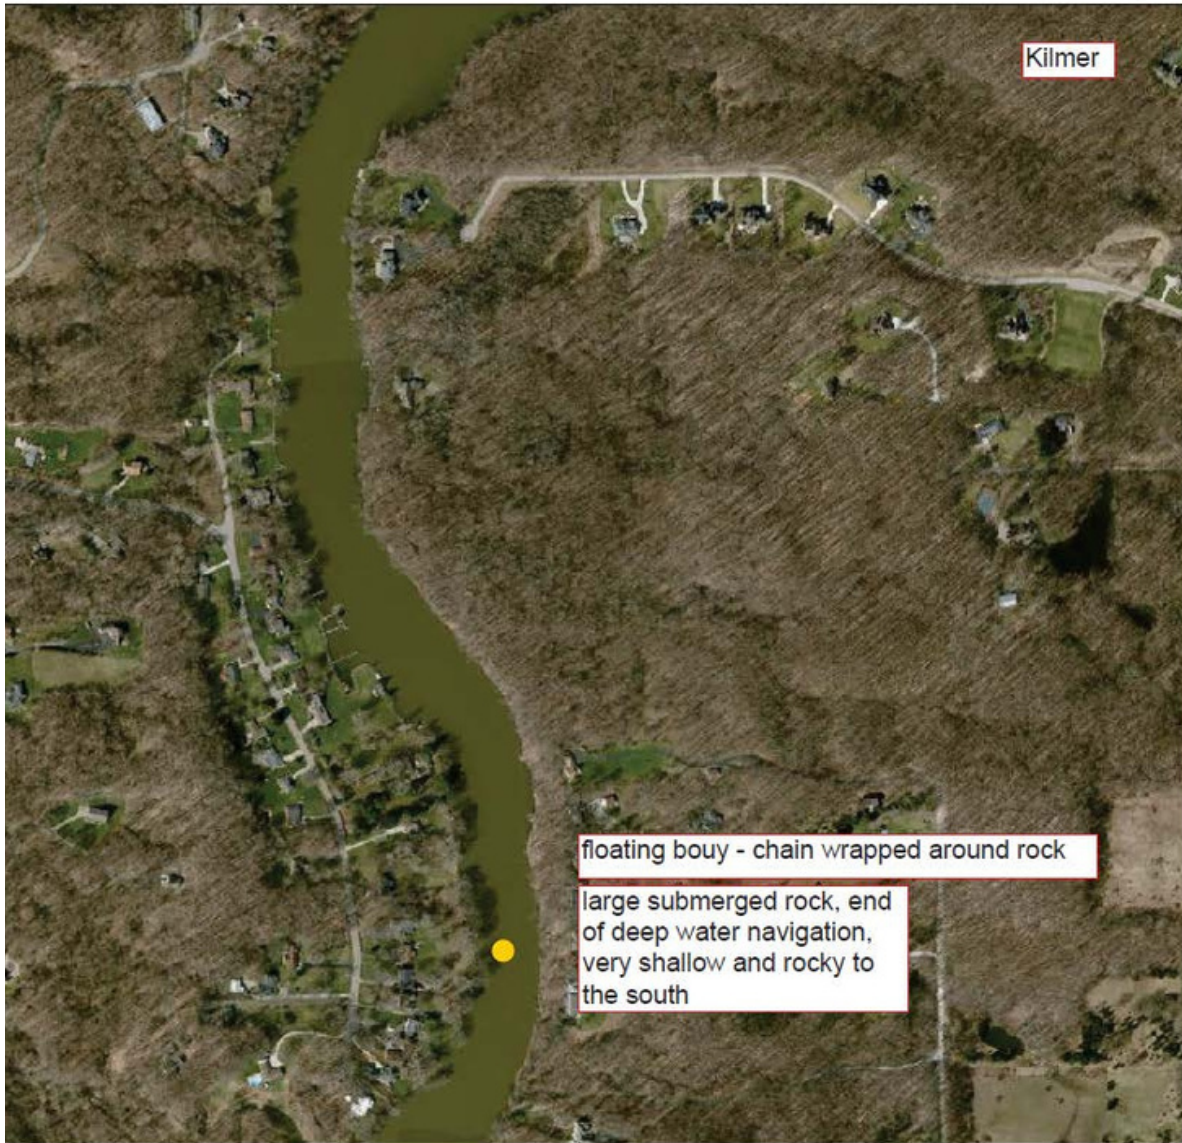 Kilmer
floating bouy - chain wrapped around rock
large submerged rock, end
of deep water navigation,
very shallow and rocky to
the south